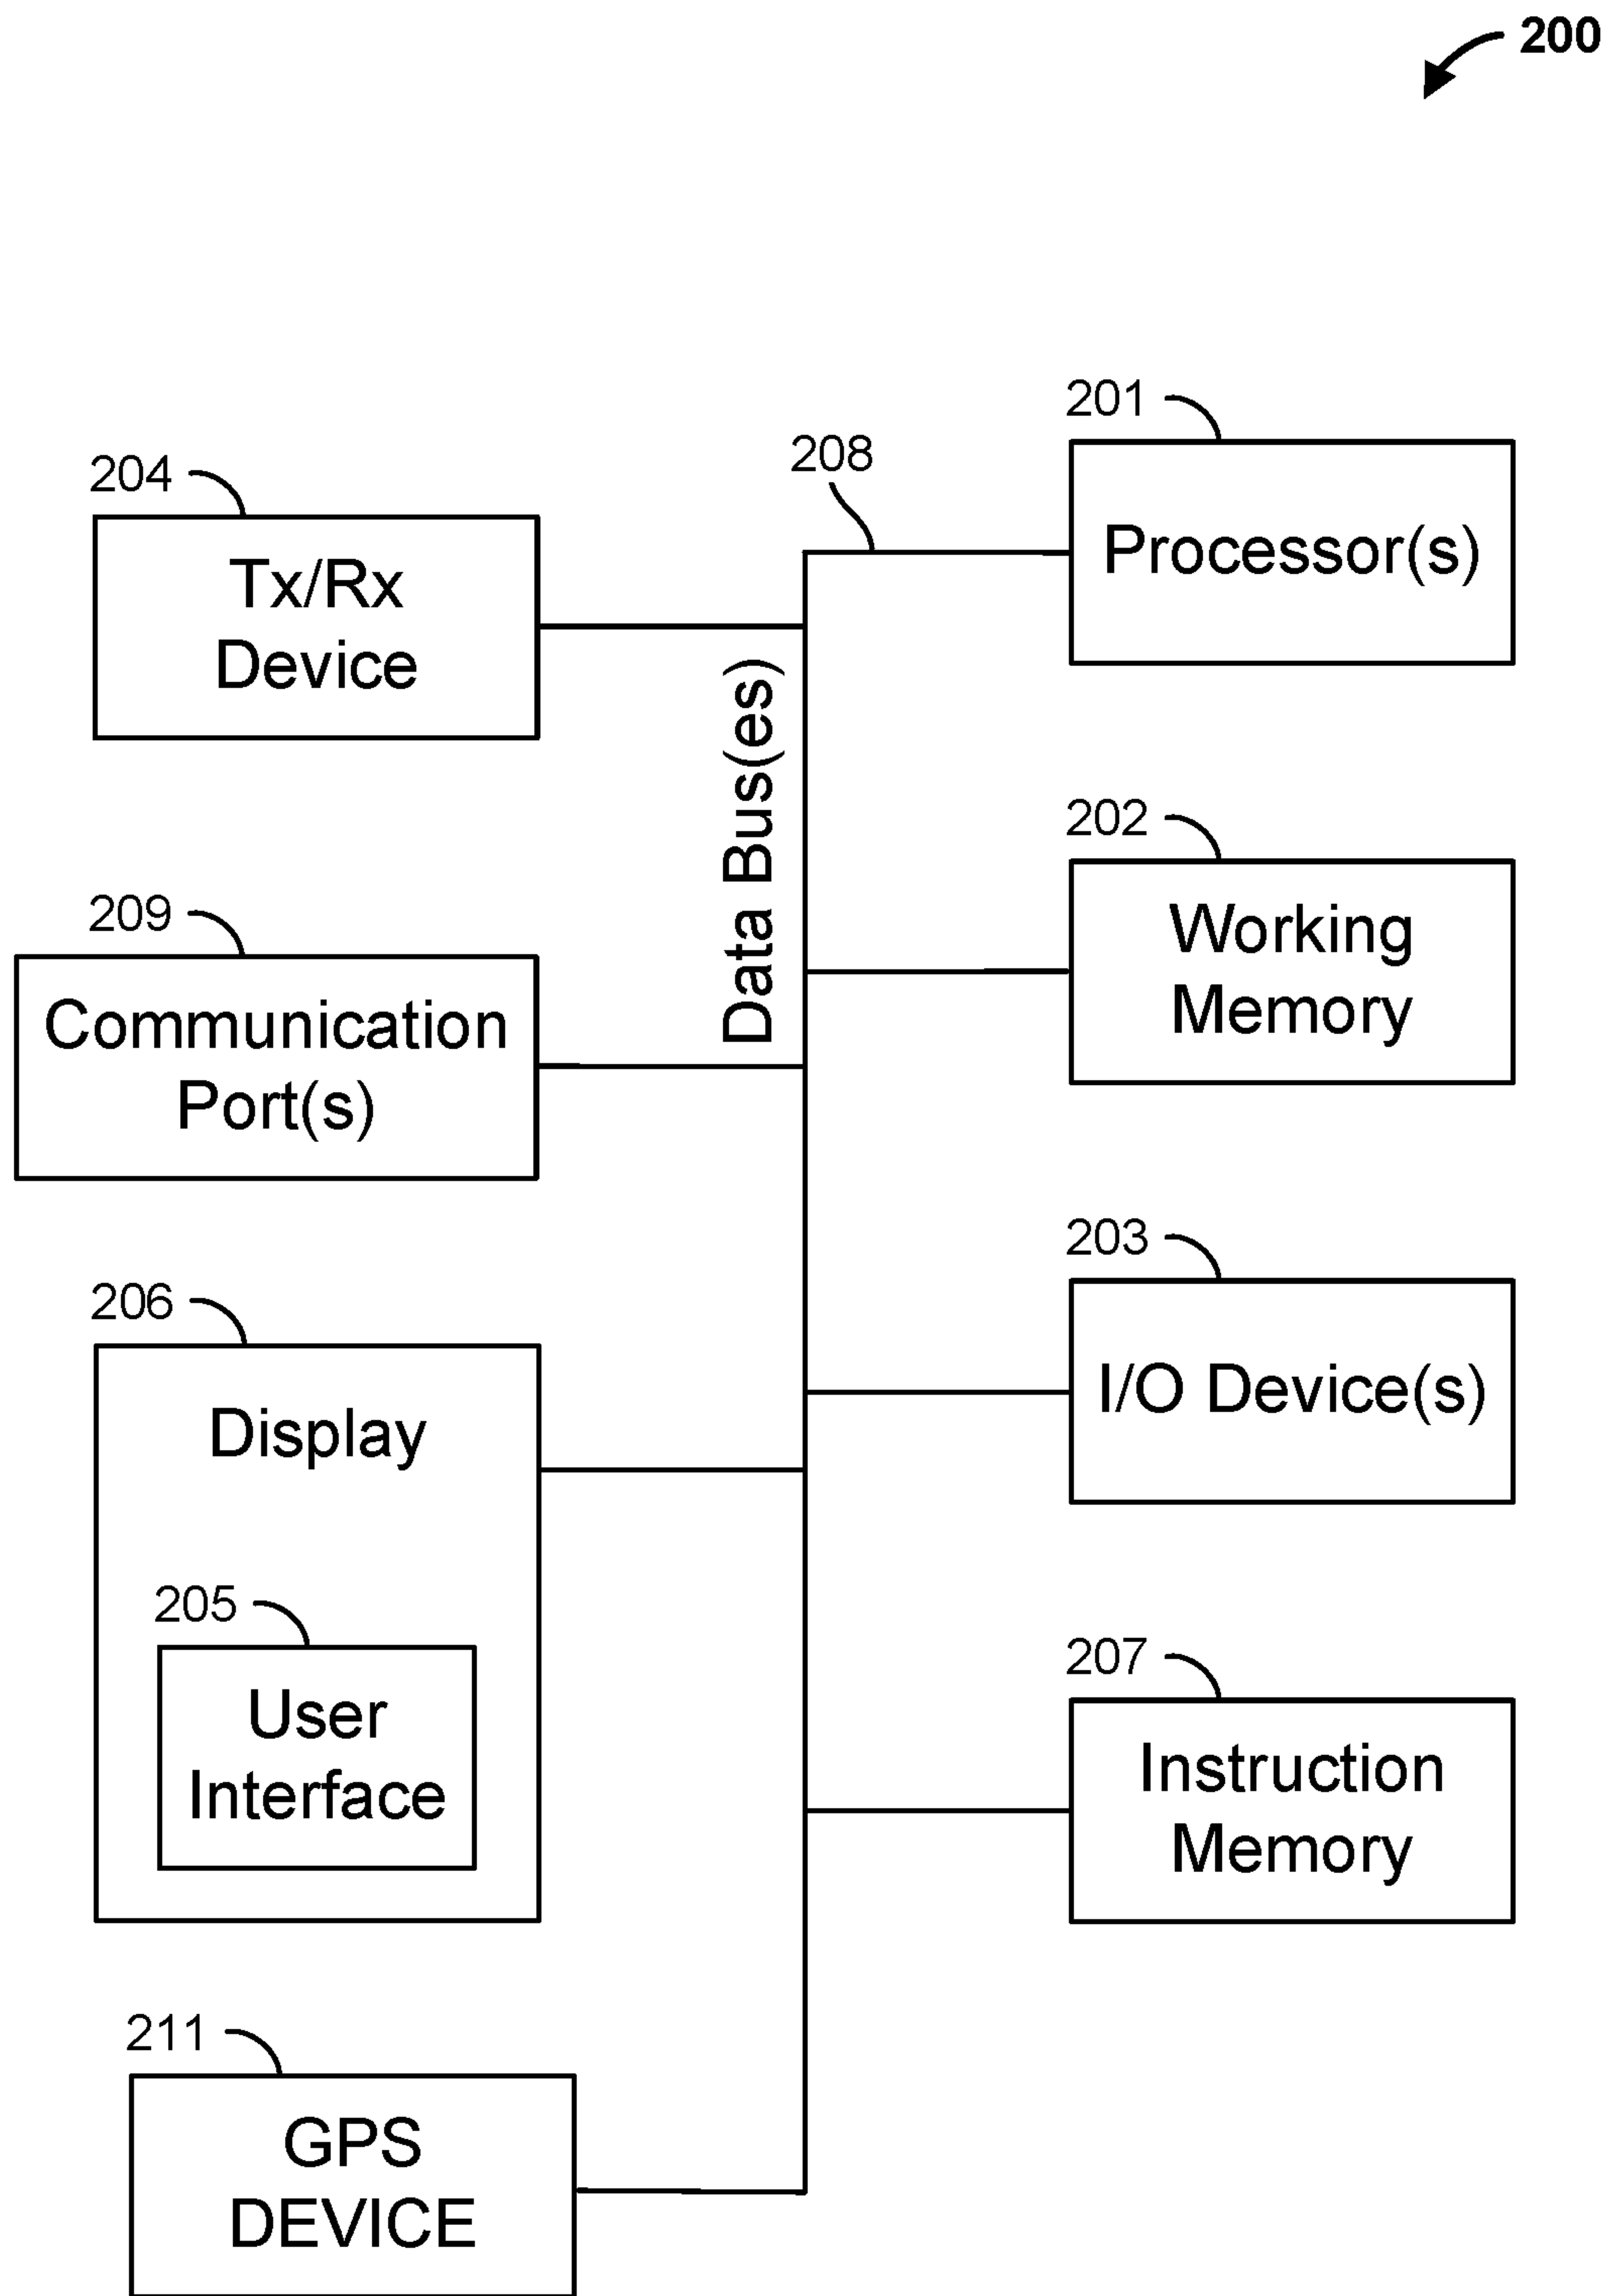 200
201
Processor(s)
204
Tx/Rx
Device
208
Data Bus(es)
202
Working
Memory
209
Communication
Port(s)
203
I/O Device(s)
206
Display
205
User
Interface
207
Instruction
Memory
211
GPS
DEVICE